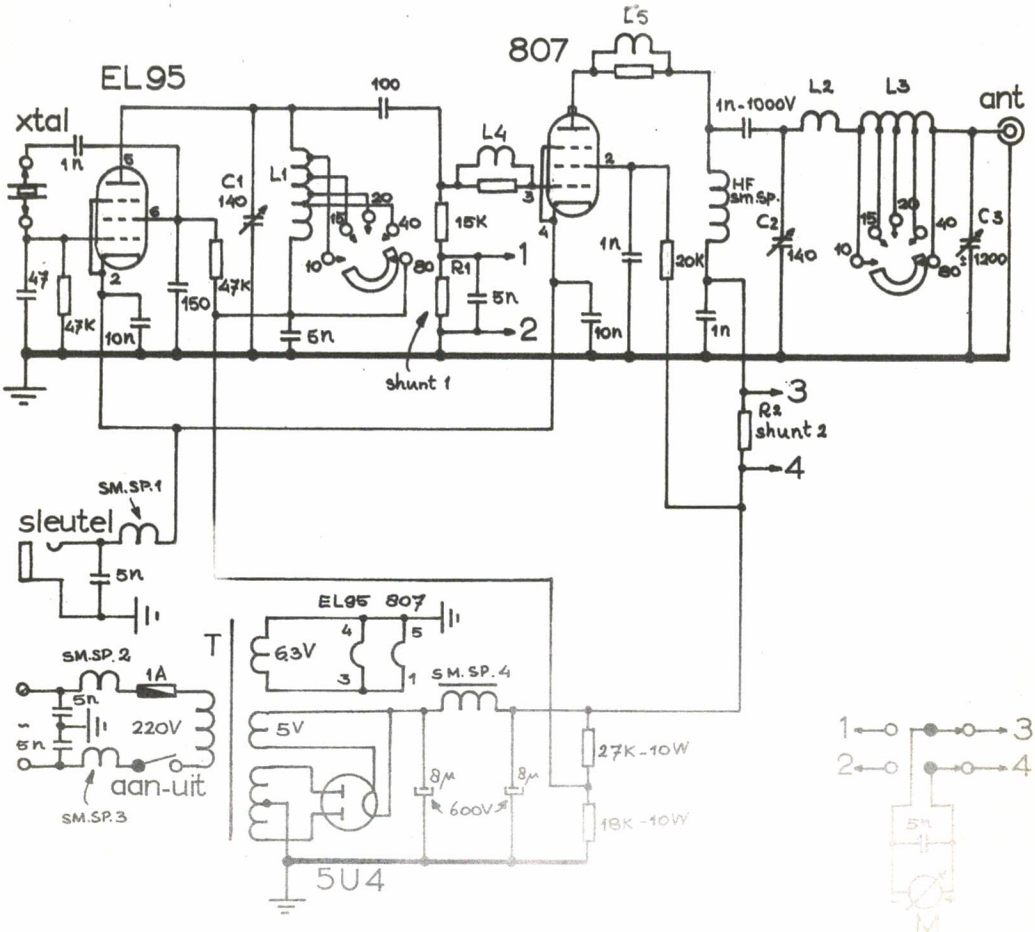 L5
807
EL95
100
1n-1000V
L2
L3
ant
xtal
1n
5
6
2
47
47K
10n
150
47K
C1
140
L1
15
20
40
10
80
5n
15K
R1
1
5n
2
shunt 1
L4
3
2
4
1n
10n
20K
HF
sm.sp.
1n
C2
140
15
20
40
10
80
C3
±
1200
3
R2
shunt 2
4
SM.SP.1
sleutel
5n
EL95 807
T
6.3V
4
5
3
1
SM.SP.2
1A
5n
~
5n
220V
aan-uit
SM.SP.3
5V
SM.SP.4
8μ
600V
8μ
27K-10W
18K-10W
5U4
1
3
2
4
5n
M